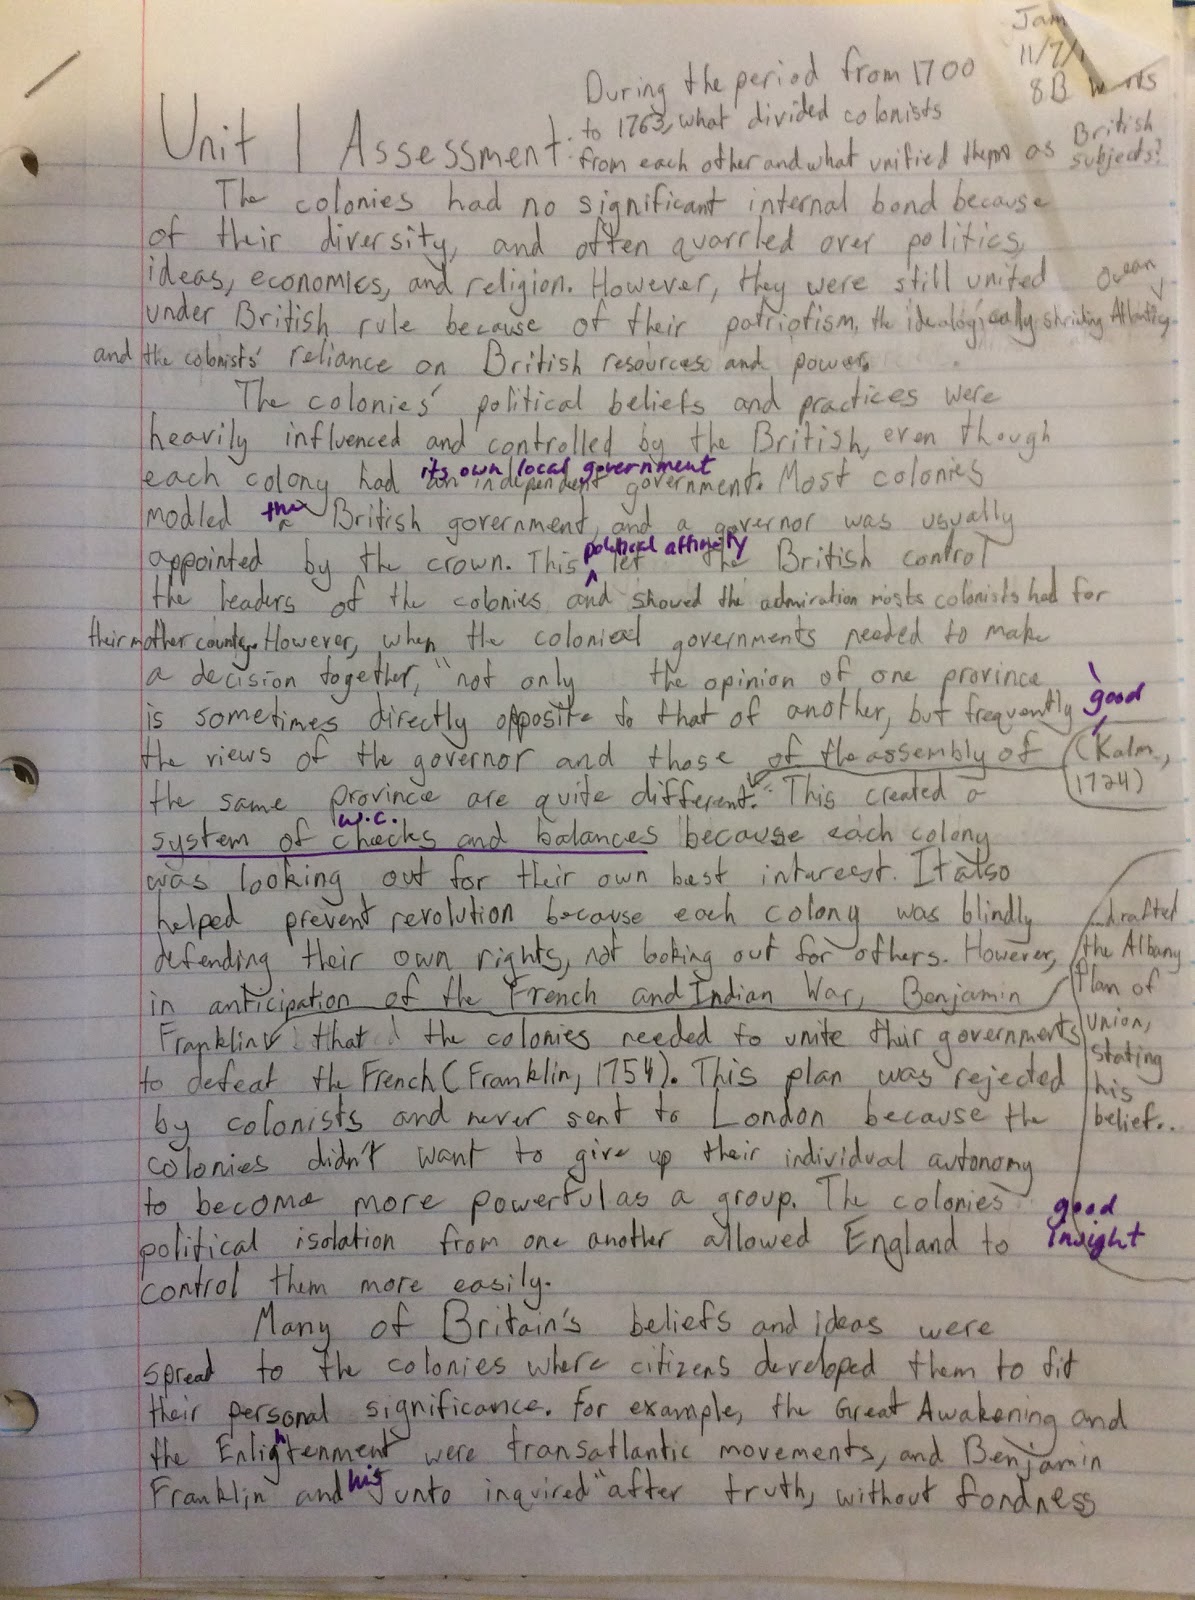 Jam
11/7/1
8B
During the period from 1700
to 1763, what divided colonists
Unit 1 Assessment:
from each other and what unified them as British
subjects?
The colonies had no significant internal bond because
of their diversity, and often quarrled over politics,
ideas, economics, and religion. However, they were still united
under British rule because of their patriotism, the ideologically shrinding Atlantic Ocean,
and the colonists' reliance on British resources and power.
The colonies' political beliefs and practices were
heavily influenced and controlled by the British, even though
its own local government
each colony had an independent government. Most colonies
modled the British government, and a governor was usually
political affinity
appointed by the crown. This let the British control
the leaders of the colonies and showed the admiration mosts colonists had for
their mother country. However, when the colonial governments needed to make
a decision together, "not only the opinion of one province
is sometimes directly opposite to that of another, but frequently
good
the views of the governor and those of the assembly of
(Kalm,
1724)
the same province are quite different." This created a
w.c.
system of checks and balances because each colony
was looking out for their own best interest. It also
helped prevent revolution because each colony was blindly
defending their own rights, not looking out for others. However,
in anticipation of the French and Indian War, Benjamin
...drafted
the Albany
Plan of
Union,
stating
his
belief..
Franklin that the colonies needed to unite their governments
to defeat the French (Franklin, 1754). This plan was rejected
by colonists and never sent to London because the
colonies didn't want to give up their individual autonomy
to become more powerful as a group. The colonies
good
insight
political isolation from one another allowed England to
control them more easily.
Many of Britain's beliefs and ideas were
spread to the colonies where citizens developed them to fit
their personal significance. For example, the Great Awakening and
the Enlightenment were transatlantic movements, and Benjamin
Franklin and his junto inquired "after truth, without fondness